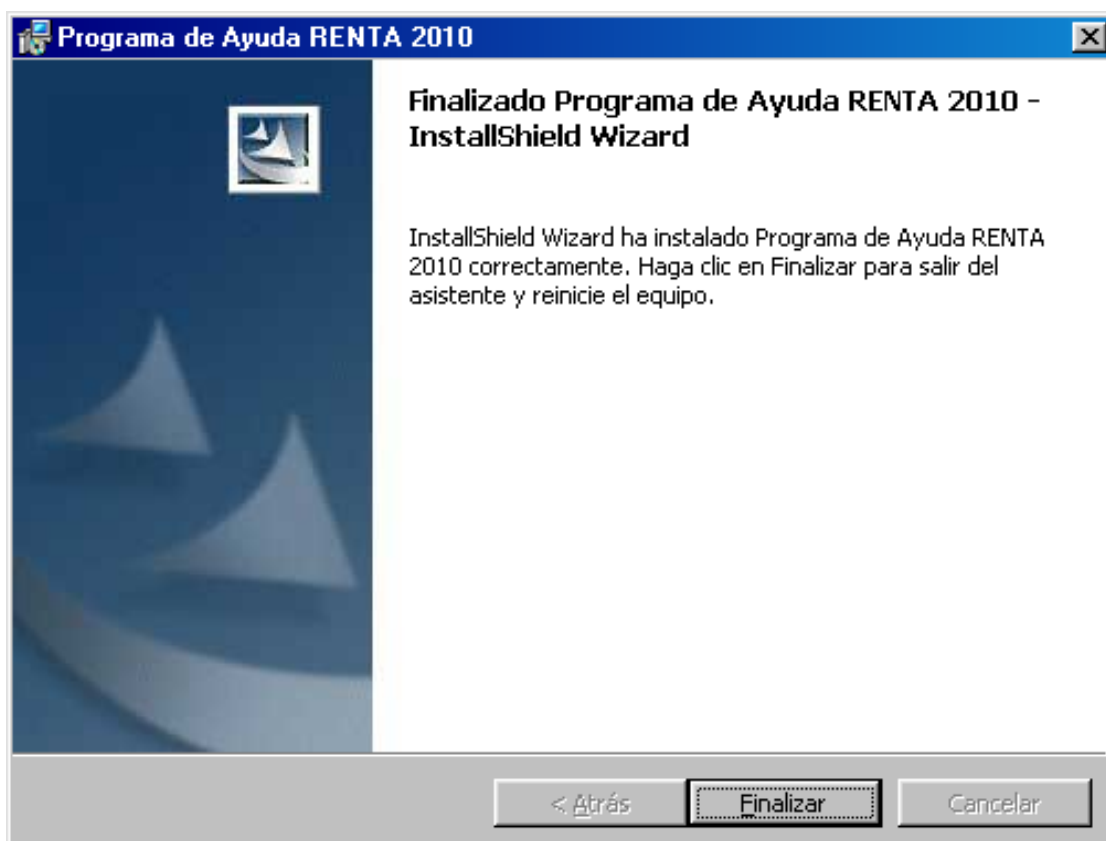 Programa de Ayuda RENTA 2010
Finalizado Programa de Ayuda RENTA 2010 -
InstallShield Wizard
InstallShield Wizard ha instalado Programa de Ayuda RENTA
2010 correctamente. Haga clic en Finalizar para salir del
asistente y reinicie el equipo.
< Atrás Finalizar Cancelar